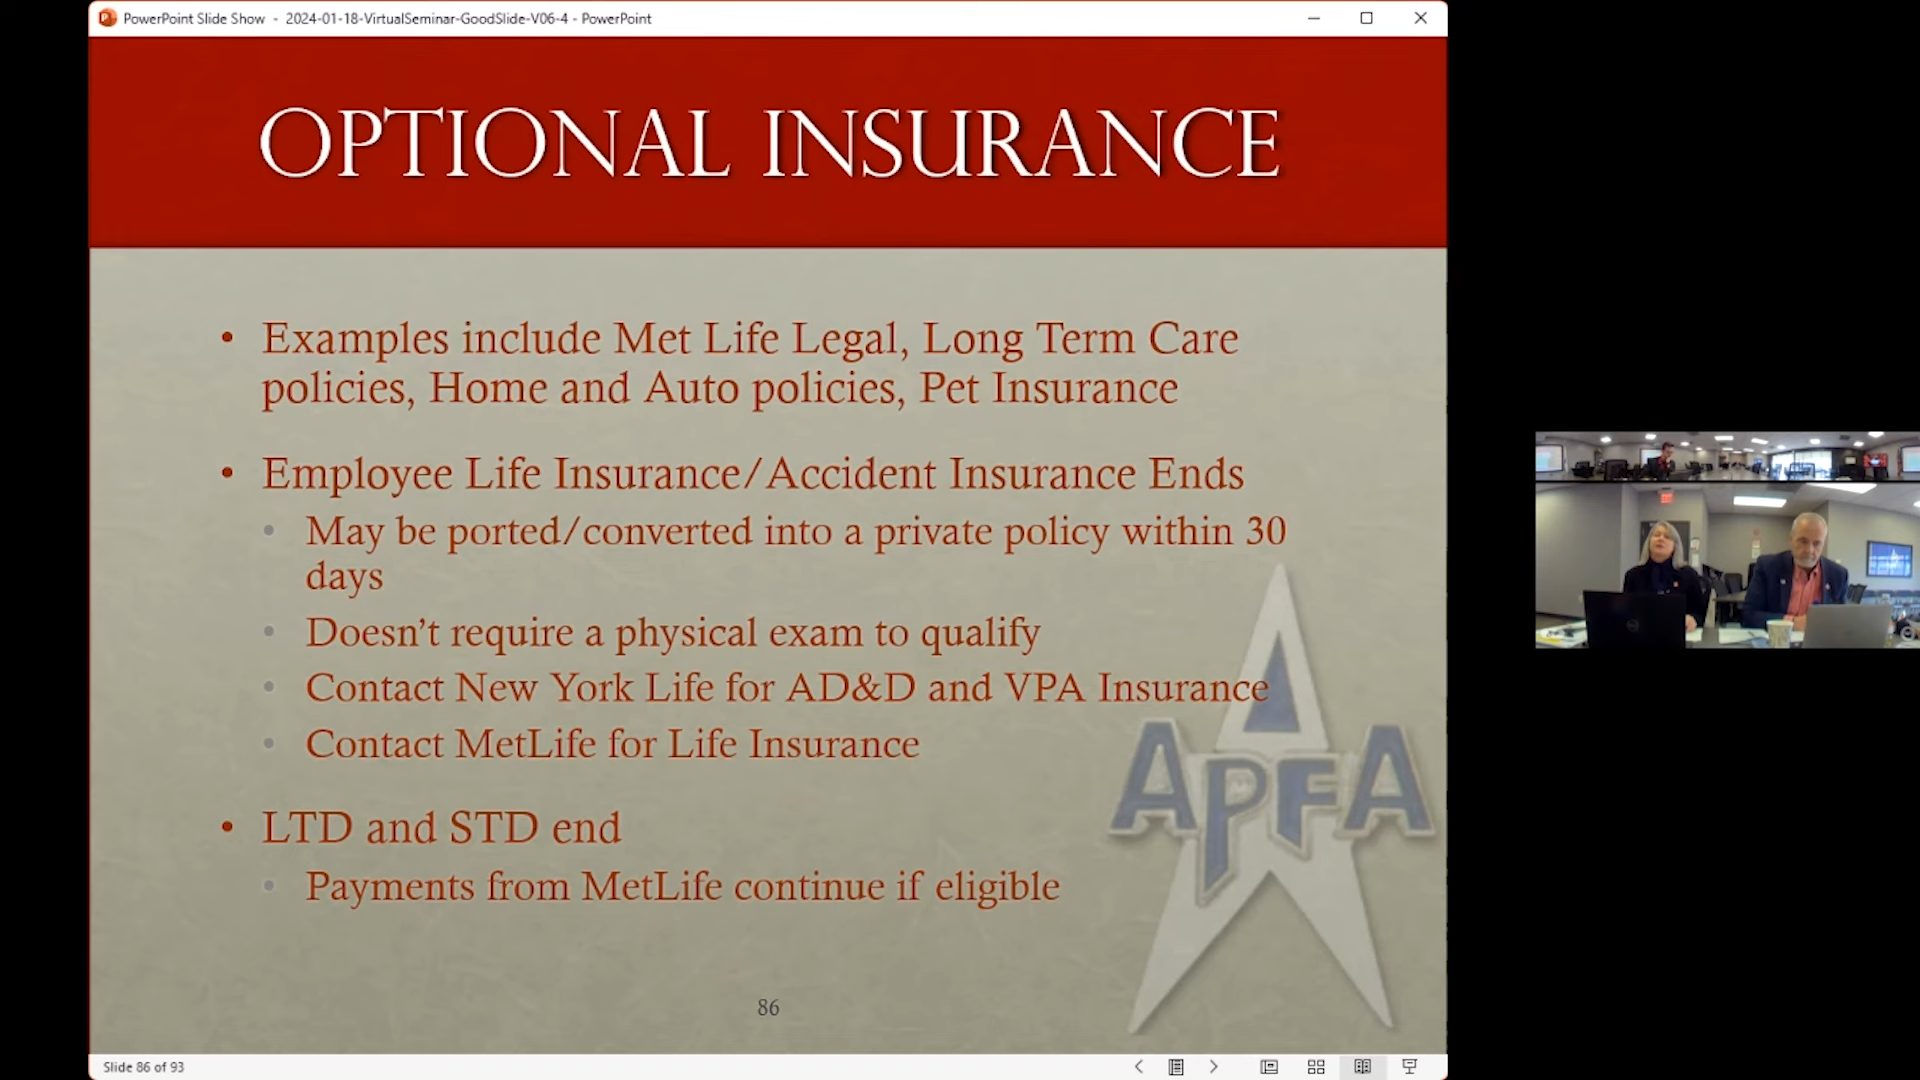 PowerPoint Slide Show - 2024-01-18-VirtualSeminar-GoodSlide-V06-4 - PowerPoint
OPTIONAL INSURANCE
• Examples include Met Life Legal, Long Term Care
policies, Home and Auto policies, Pet Insurance
• Employee Life Insurance/Accident Insurance Ends
• May be ported/converted into a private policy within 30
days
• Doesn’t require a physical exam to qualify
• Contact New York Life for AD&D and VPA Insurance
• Contact MetLife for Life Insurance
APFA
• LTD and STD end
• Payments from MetLife continue if eligible
86
Slide 86 of 93